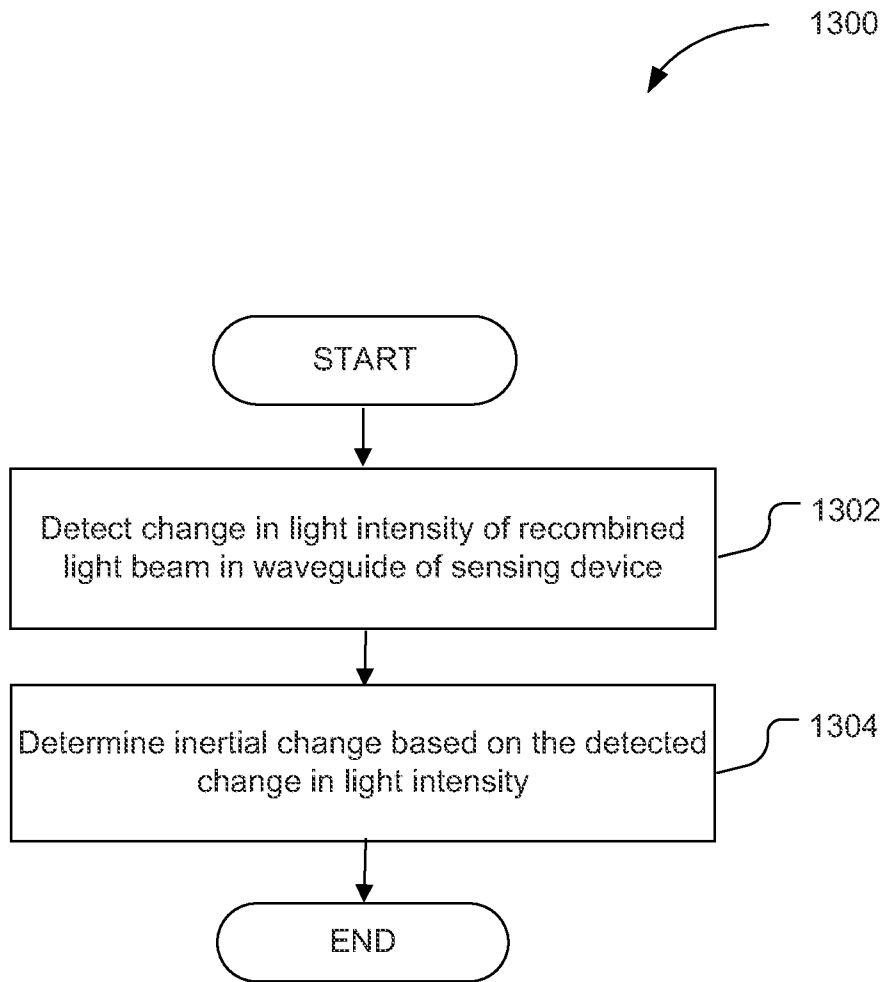 1300
START
Detect change in light intensity of recombined
light beam in waveguide of sensing device
1302
Determine inertial change based on the detected
change in light intensity
1304
END